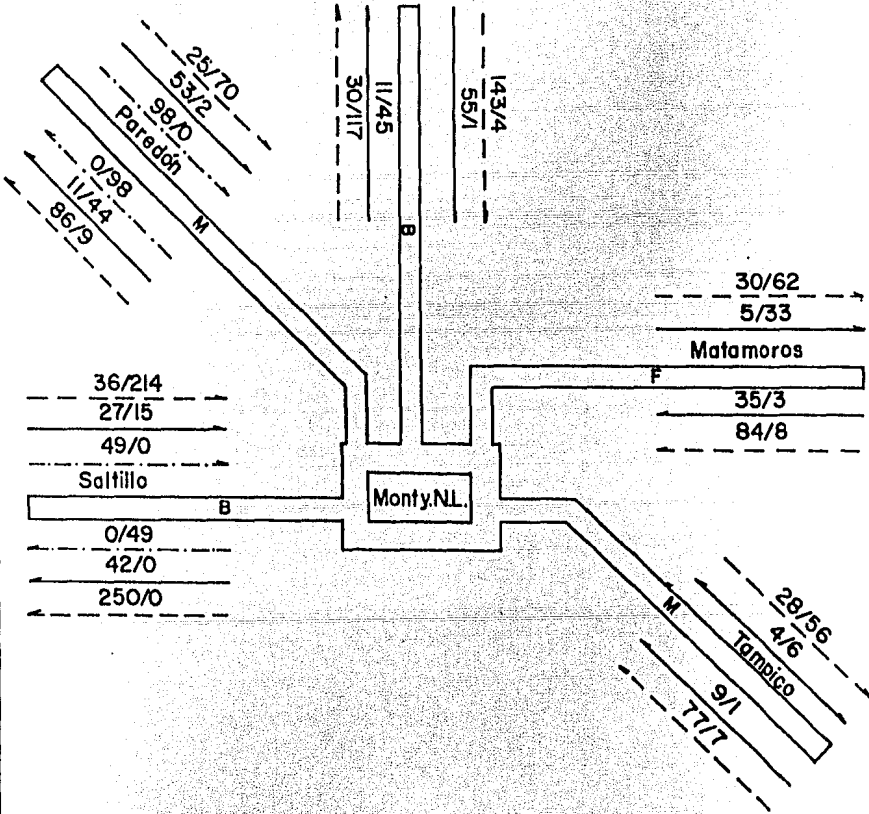 25/70
53/2
98/0
Paredón
0/98
11/44
86/9
M
30/117
11/45
B
55/1
143/4
30/62
5/33
Matamoros
F
35/3
84/8
36/214
27/15
49/0
Saltillo
B
0/49
42/0
250/0
Monty.N.L.
28/56
4/6
Tampico
M
9/1
77/7